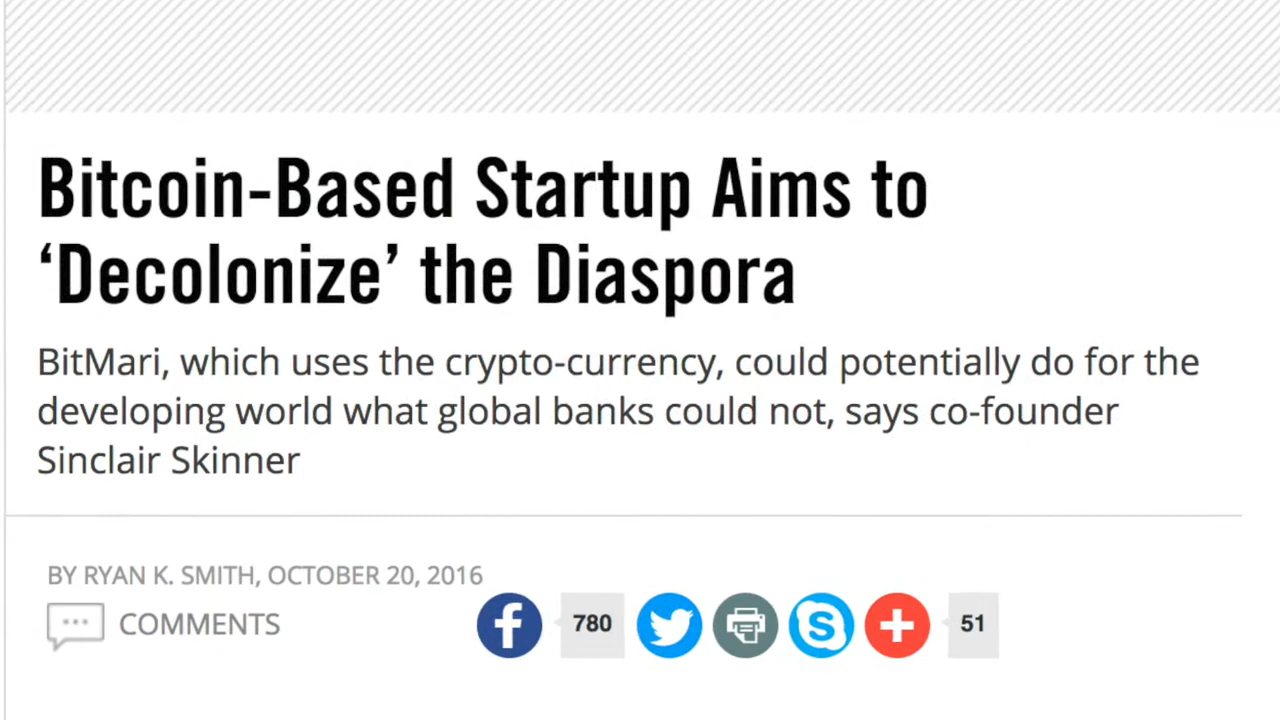 Bitcoin-Based Startup Aims to
‘Decolonize’ the Diaspora
BitMari, which uses the crypto-currency, could potentially do for the
developing world what global banks could not, says co-founder
Sinclair Skinner
BY RYAN K. SMITH, OCTOBER 20, 2016
COMMENTS 780 51